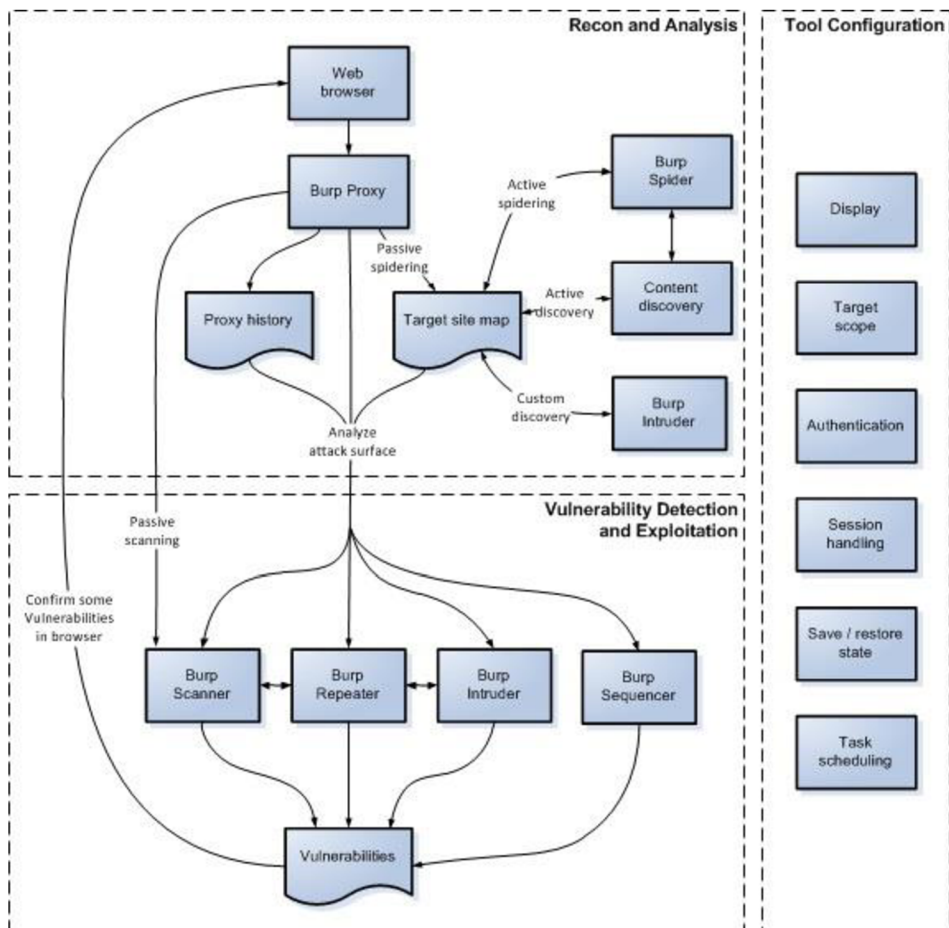 Recon and Analysis
Tool Configuration
Web
browser
Burp Proxy
Burp
Spider
Active
spidering
Passive
spidering
Display
Proxy history
Target site map
Active
discovery
Content
discovery
Target
scope
Custom
discovery
Burp
Intruder
Analyze
attack surface
Authentication
Vulnerability Detection
and Exploitation
Passive
scanning
Session
handling
Confirm some
Vulnerabilities
in browser
Burp
Scanner
Burp
Repeater
Burp
Intruder
Burp
Sequencer
Save / restore
state
Task
scheduling
Vulnerabilities